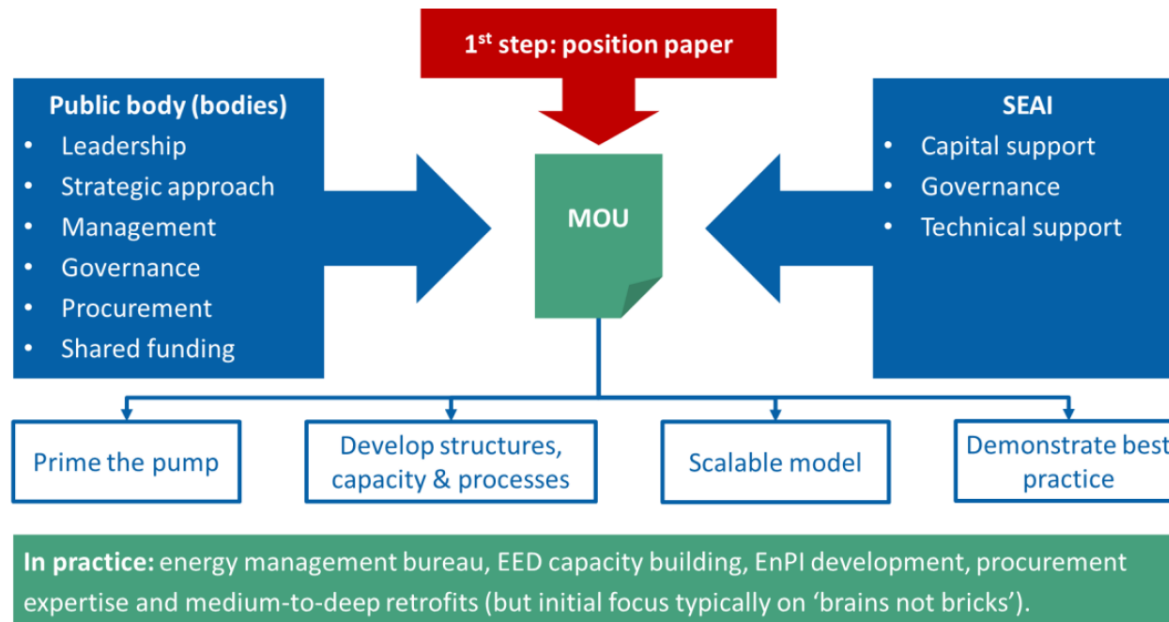 1st step: position paper
Public body (bodies)
• Leadership
• Strategic approach
• Management
• Governance
• Procurement
• Shared funding
MOU
SEAI
• Capital support
• Governance
• Technical support
Prime the pump
Develop structures,
capacity & processes
Scalable model
Demonstrate best
practice
In practice: energy management bureau, EED capacity building, EnPI development, procurement
expertise and medium-to-deep retrofits (but initial focus typically on ‘brains not bricks’).